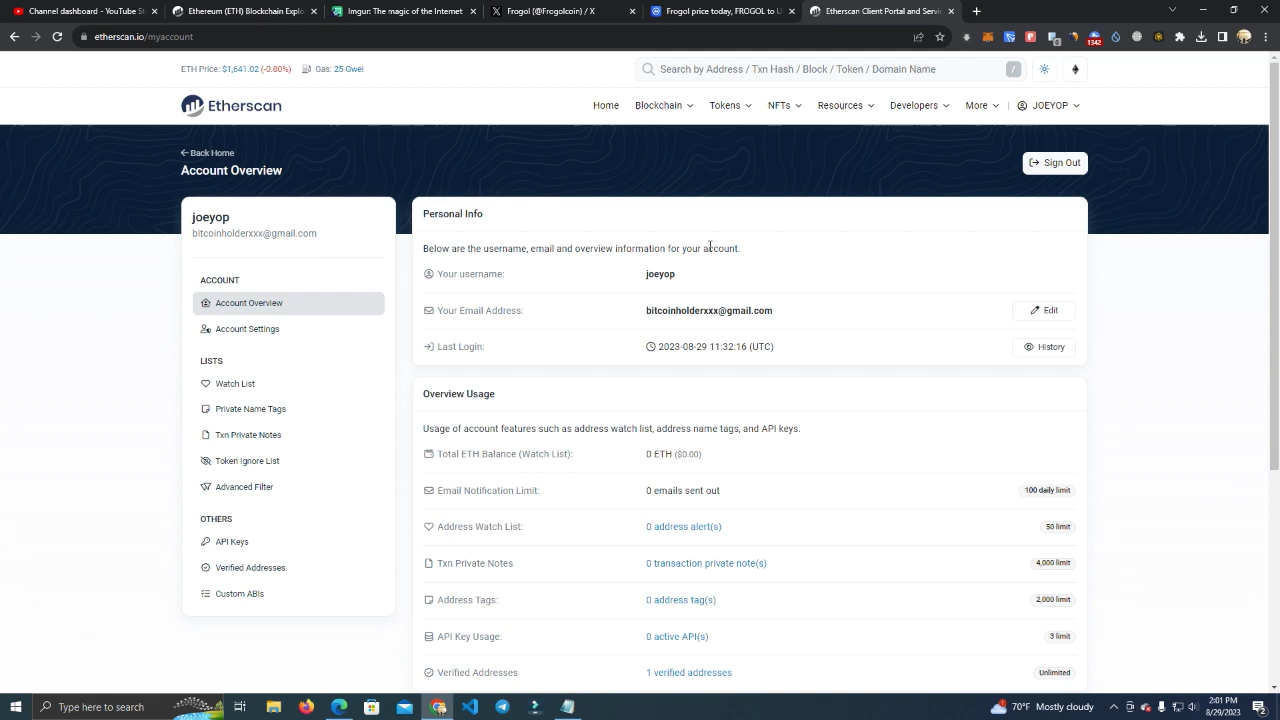 Channel dashboard - YouTube St
Ethereum (ETH) Blockchain Explo
Imgur: The magic of the Interne
Frogol (@Frogolcoin) / X
Frogol price today, FROGOL to U
Etherscan Client Portal and Servic
etherscan.io/myaccount
1342
ETH Price: $1,641.02 (-0.80%) Gas: 25 Gwei
Search by Address / Txn Hash / Block / Token / Domain Name
/
Etherscan
Home Blockchain Tokens NFTs Resources Developers More | JOEYOP
Back Home
Account Overview
Sign Out
joeyop
bitcoinholderxxx@gmail.com
ACCOUNT
Account Overview
Account Settings
LISTS
Watch List
Private Name Tags
Txn Private Notes
Token Ignore List
Advanced Filter
OTHERS
API Keys
Verified Addresses
Custom ABIs
Personal Info
Below are the username, email and overview information for your account.
Your username: joeyop
Your Email Address: bitcoinholderxxx@gmail.com Edit
Last Login: 2023-08-29 11:32:16 (UTC) History
Overview Usage
Usage of account features such as address watch list, address name tags, and API keys.
Total ETH Balance (Watch List): 0 ETH ($0.00)
Email Notification Limit: 0 emails sent out 100 daily limit
Address Watch List: 0 address alert(s) 50 limit
Txn Private Notes 0 transaction private note(s) 4,000 limit
Address Tags: 0 address tag(s) 2,000 limit
API Key Usage: 0 active API(s) 3 limit
Verified Addresses 1 verified addresses Unlimited
Type here to search
70°F Mostly cloudy
2:01 PM
8/29/2023